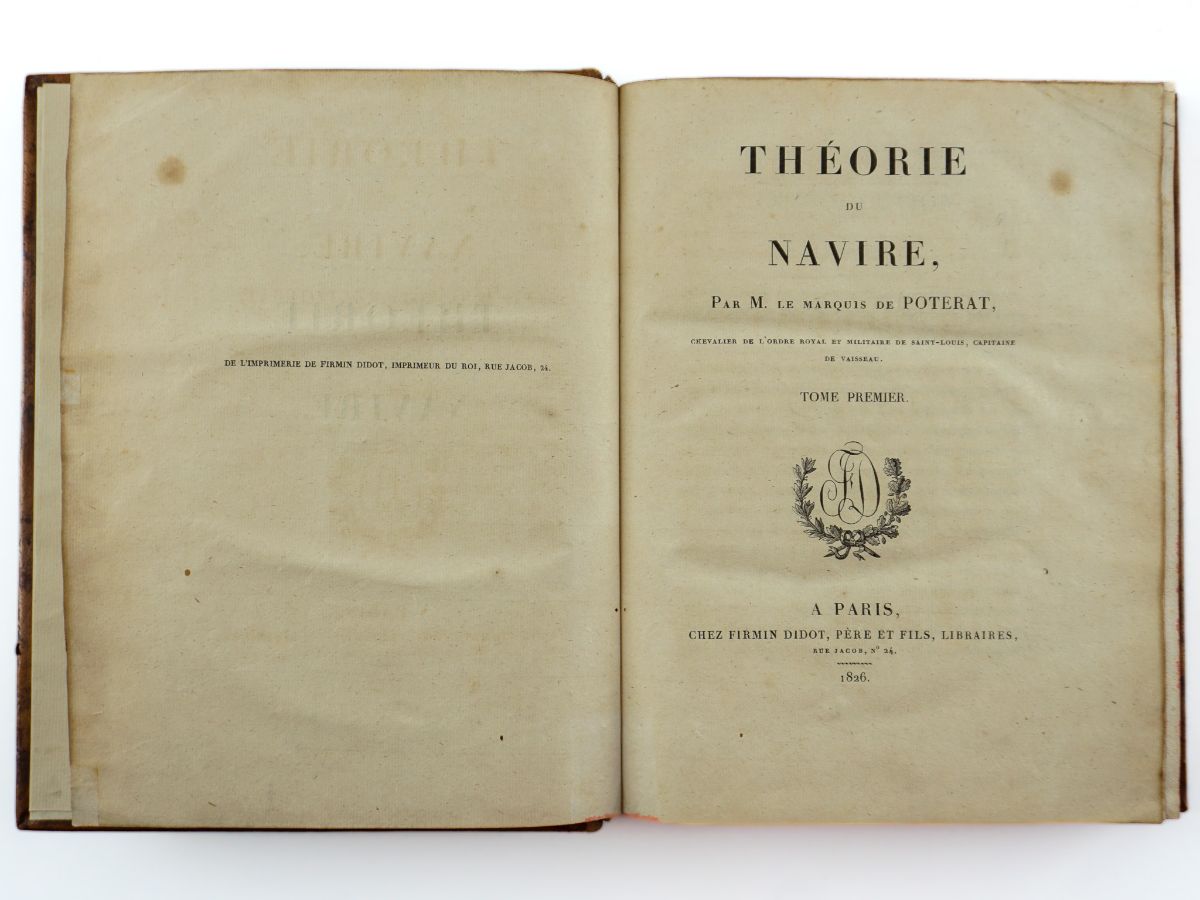 DE L'IMPRIMERIE DE FIRMIN DIDOT, IMPRIMEUR DU ROI, RUE JACOB, 24.
THÉORIE
DU
NAVIRE,
PAR M. LE MARQUIS DE POTERAT,
CHEVALIER DE L'ORDRE ROYAL ET MILITAIRE DE SAINT-LOUIS, CAPITAINE
DE VAISSEAU.
TOME PREMIER.
FD
A PARIS,
CHEZ FIRMIN DIDOT, PÈRE ET FILS, LIBRAIRES,
RUE JACOB, Nº 24.
1826.